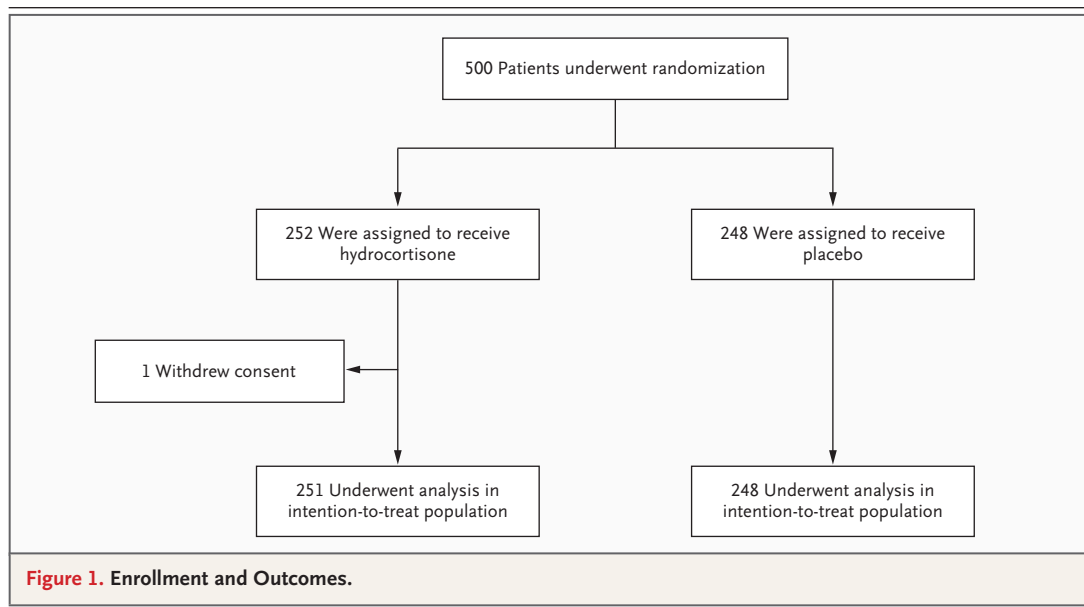 500 Patients underwent randomization
252 Were assigned to receive
hydrocortisone
248 Were assigned to receive
placebo
1 Withdrew consent
251 Underwent analysis in
intention-to-treat population
248 Underwent analysis in
intention-to-treat population
Figure 1. Enrollment and Outcomes.